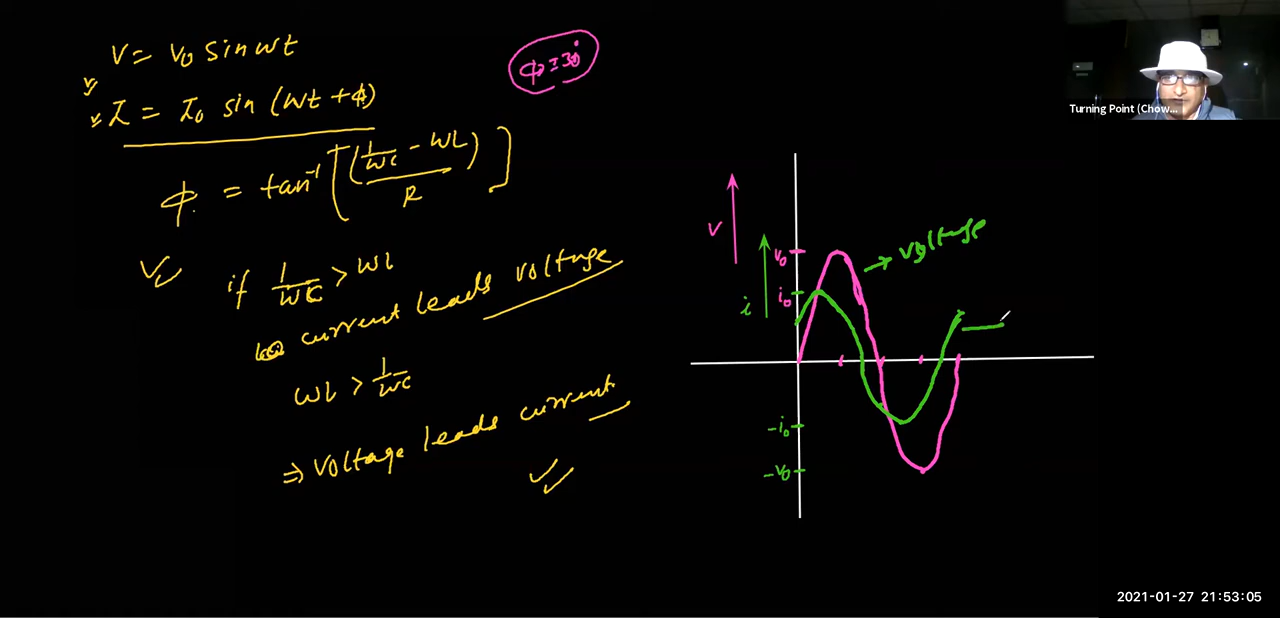 V = V₀ sin ωt
I = I₀ sin (ωt + ϕ)
ϕ = 30°
ϕ = tan⁻¹ [ (1/ωC - ωL) / R ]
if 1/ωC > ωL
current leads voltage
ωL > 1/ωC
⇒ voltage leads current
V
i
V₀
i₀
-i₀
-V₀
→ voltage
Turning Point (Chow...
2021-01-27 21:53:05